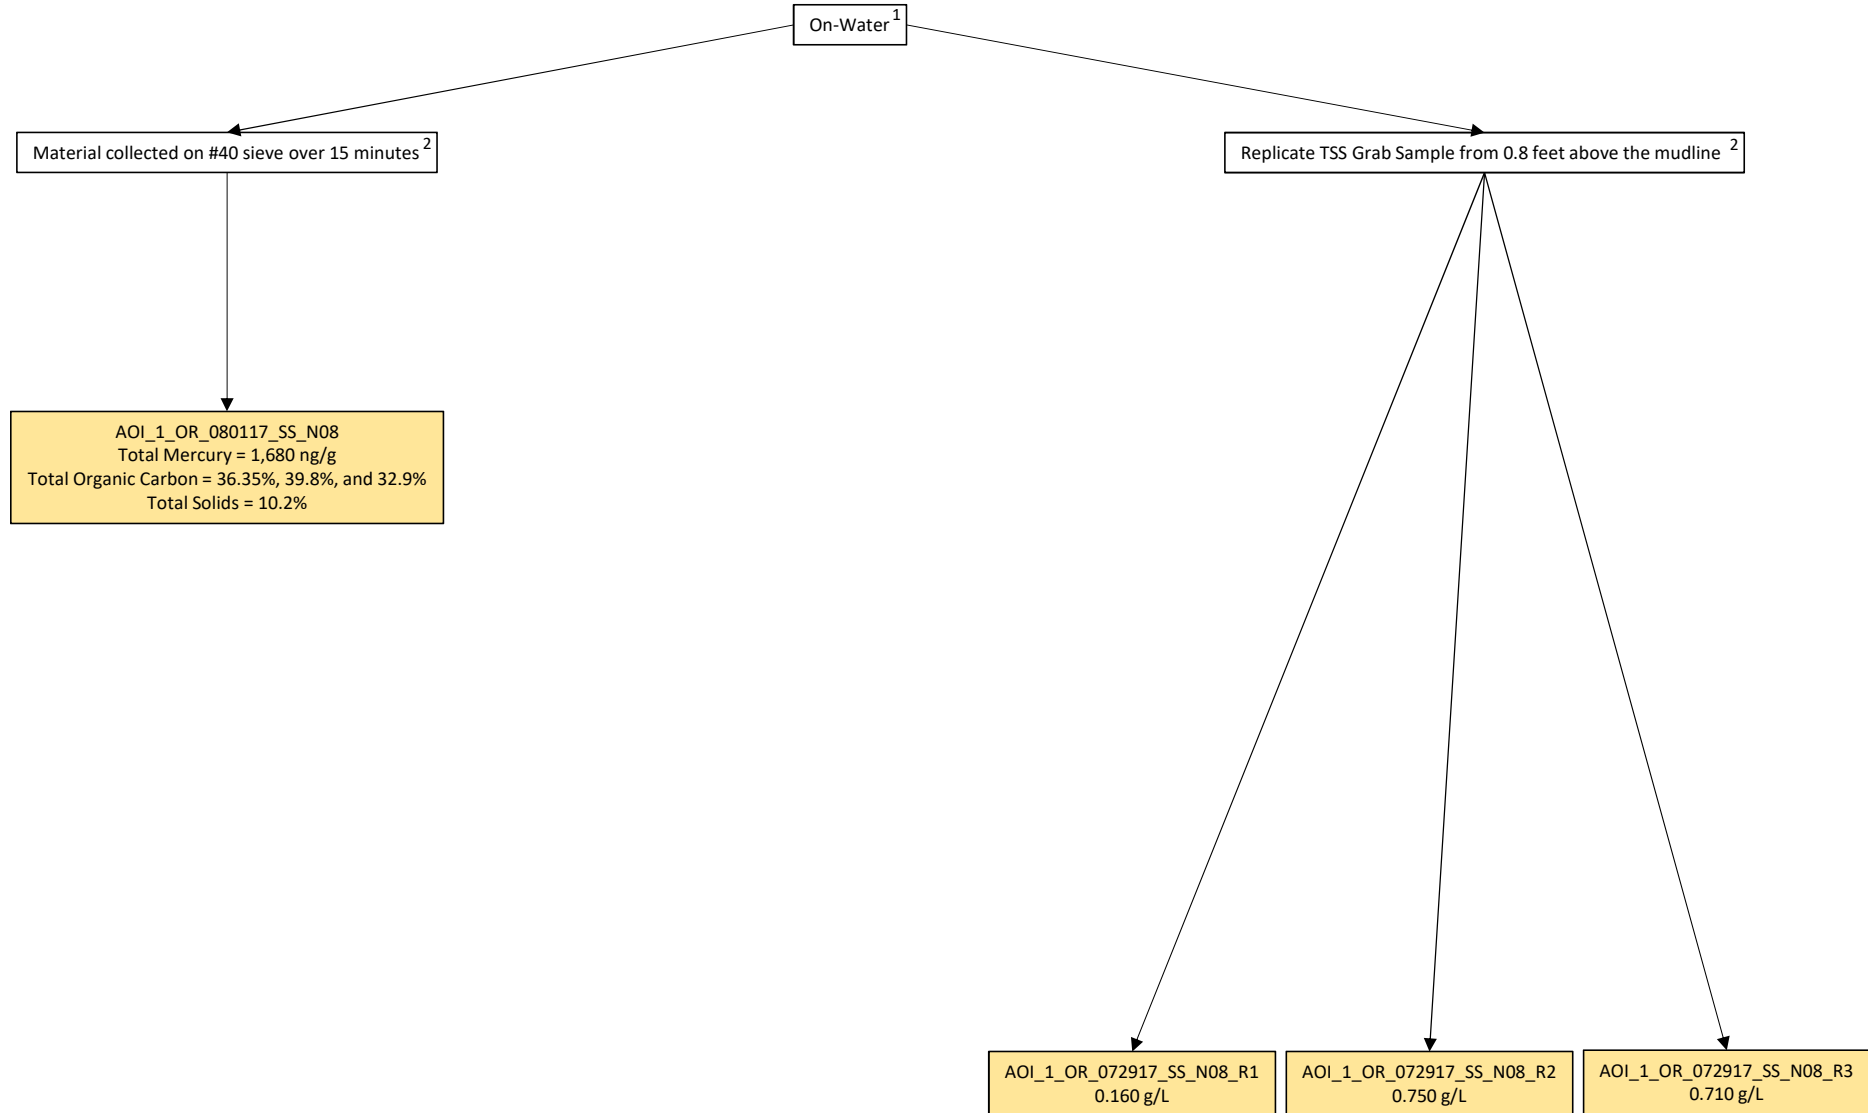 On-Water 1
Material collected on #40 sieve over 15 minutes 2
Replicate TSS Grab Sample from 0.8 feet above the mudline 2
AOI_1_OR_080117_SS_N08
Total Mercury = 1,680 ng/g
Total Organic Carbon = 36.35%, 39.8%, and 32.9%
Total Solids = 10.2%
AOI_1_OR_072917_SS_N08_R1
0.160 g/L
AOI_1_OR_072917_SS_N08_R2
0.750 g/L
AOI_1_OR_072917_SS_N08_R3
0.710 g/L